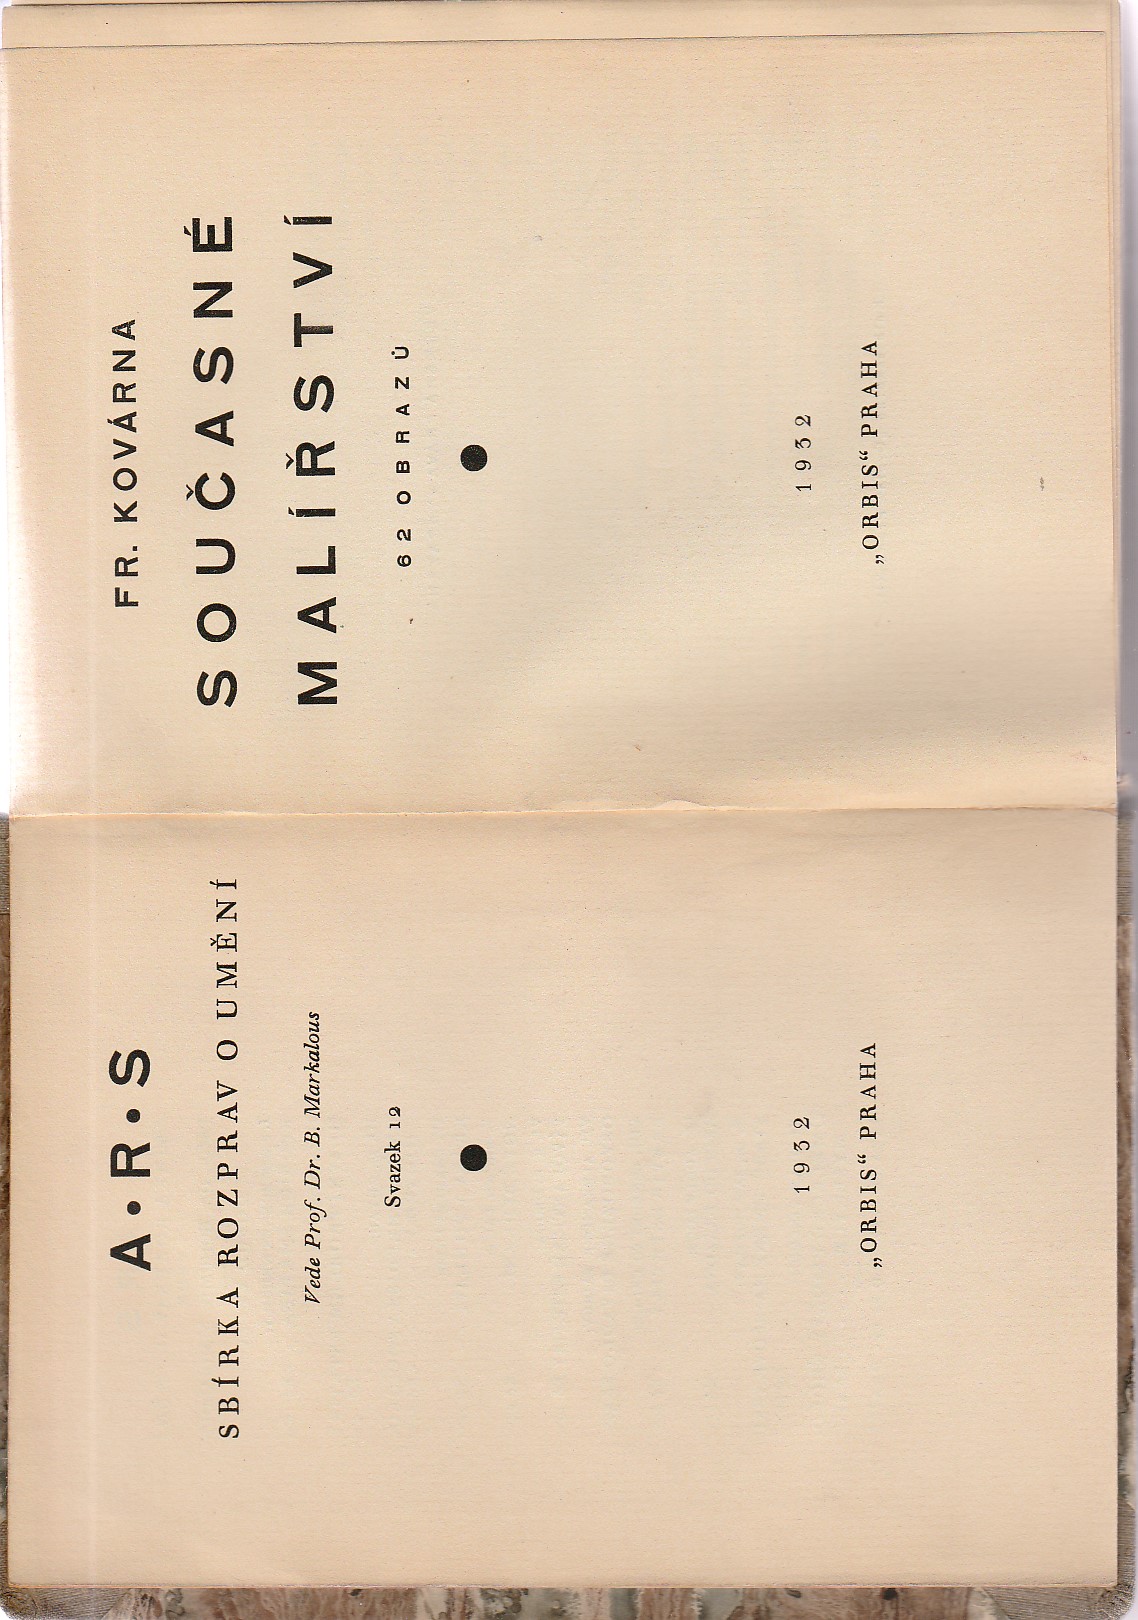 A·R·S
SBÍRKA ROZPRAV O UMĚNÍ
Vede Prof. Dr. B. Markalous
Svazek 12
1932
„ORBIS“ PRAHA
FR. KOVÁRNA
SOUČASNÉ
MALÍŘSTVÍ
62 OBRAZŮ
1932
„ORBIS“ PRAHA